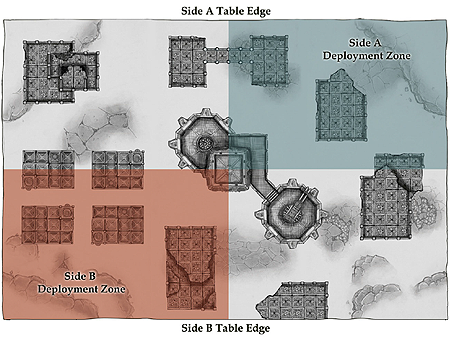 Side A Table Edge
Side A
Deployment Zone
Side B
Deployment Zone
Side B Table Edge